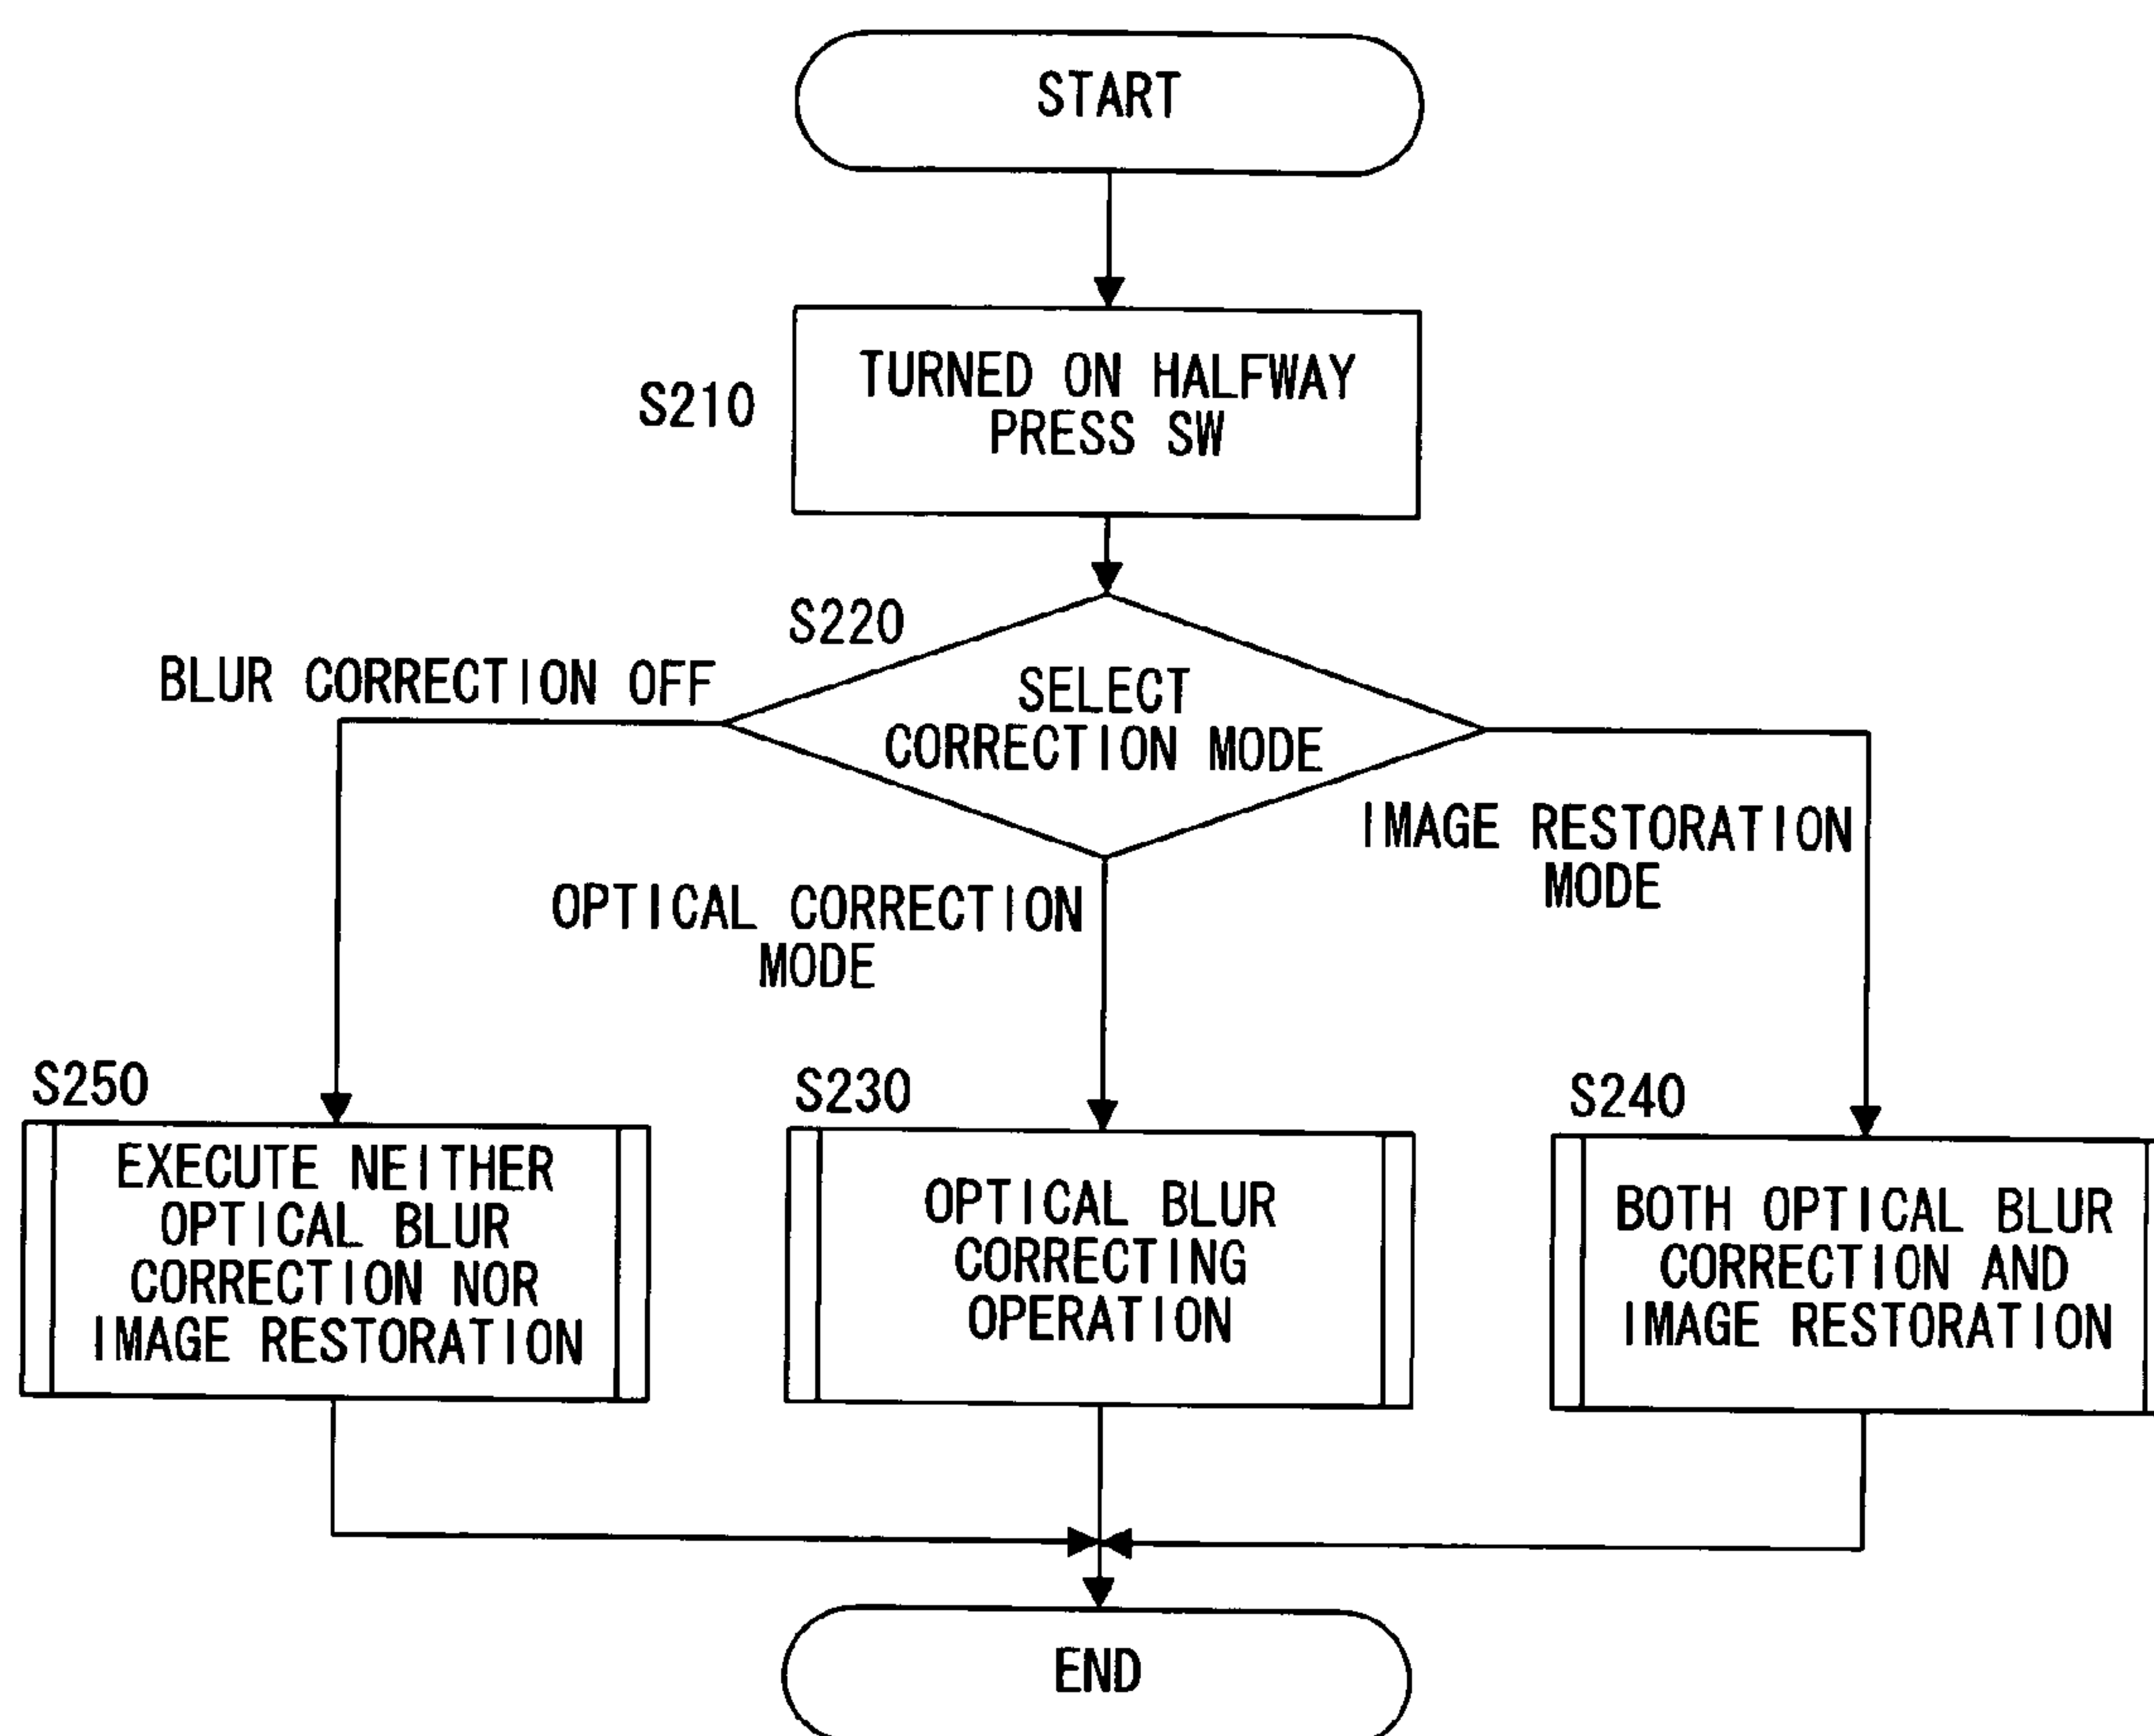 START
S210
TURNED ON HALFWAY
PRESS SW
S220
SELECT
CORRECTION MODE
BLUR CORRECTION OFF
OPTICAL CORRECTION
MODE
IMAGE RESTORATION
MODE
S250
EXECUTE NEITHER
OPTICAL BLUR
CORRECTION NOR
IMAGE RESTORATION
S230
OPTICAL BLUR
CORRECTING
OPERATION
S240
BOTH OPTICAL BLUR
CORRECTION AND
IMAGE RESTORATION
END